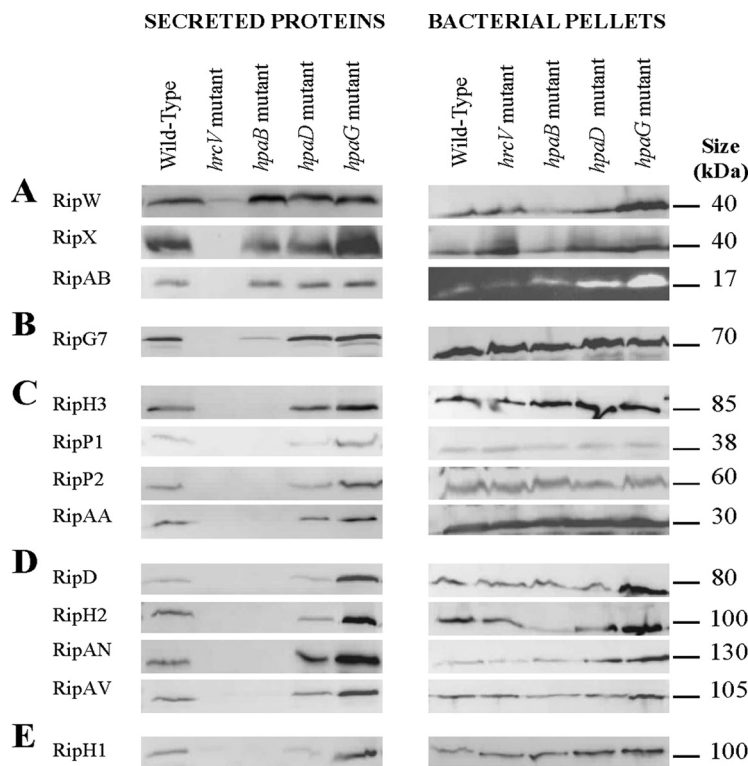 SECRETED PROTEINS BACTERIAL PELLETS
Wild-Type hrcV mutant hpaB mutant hpaD mutant hpaG mutant Wild-Type hrcV mutant hpaB mutant hpaD mutant hpaG mutant
Size
(kDa)
A RipW 40
RipX 40
RipAB 17
B RipG7 70
C RipH3 85
RipP1 38
RipP2 60
RipAA 30
D RipD 80
RipH2 100
RipAN 130
RipAV 105
E RipH1 100